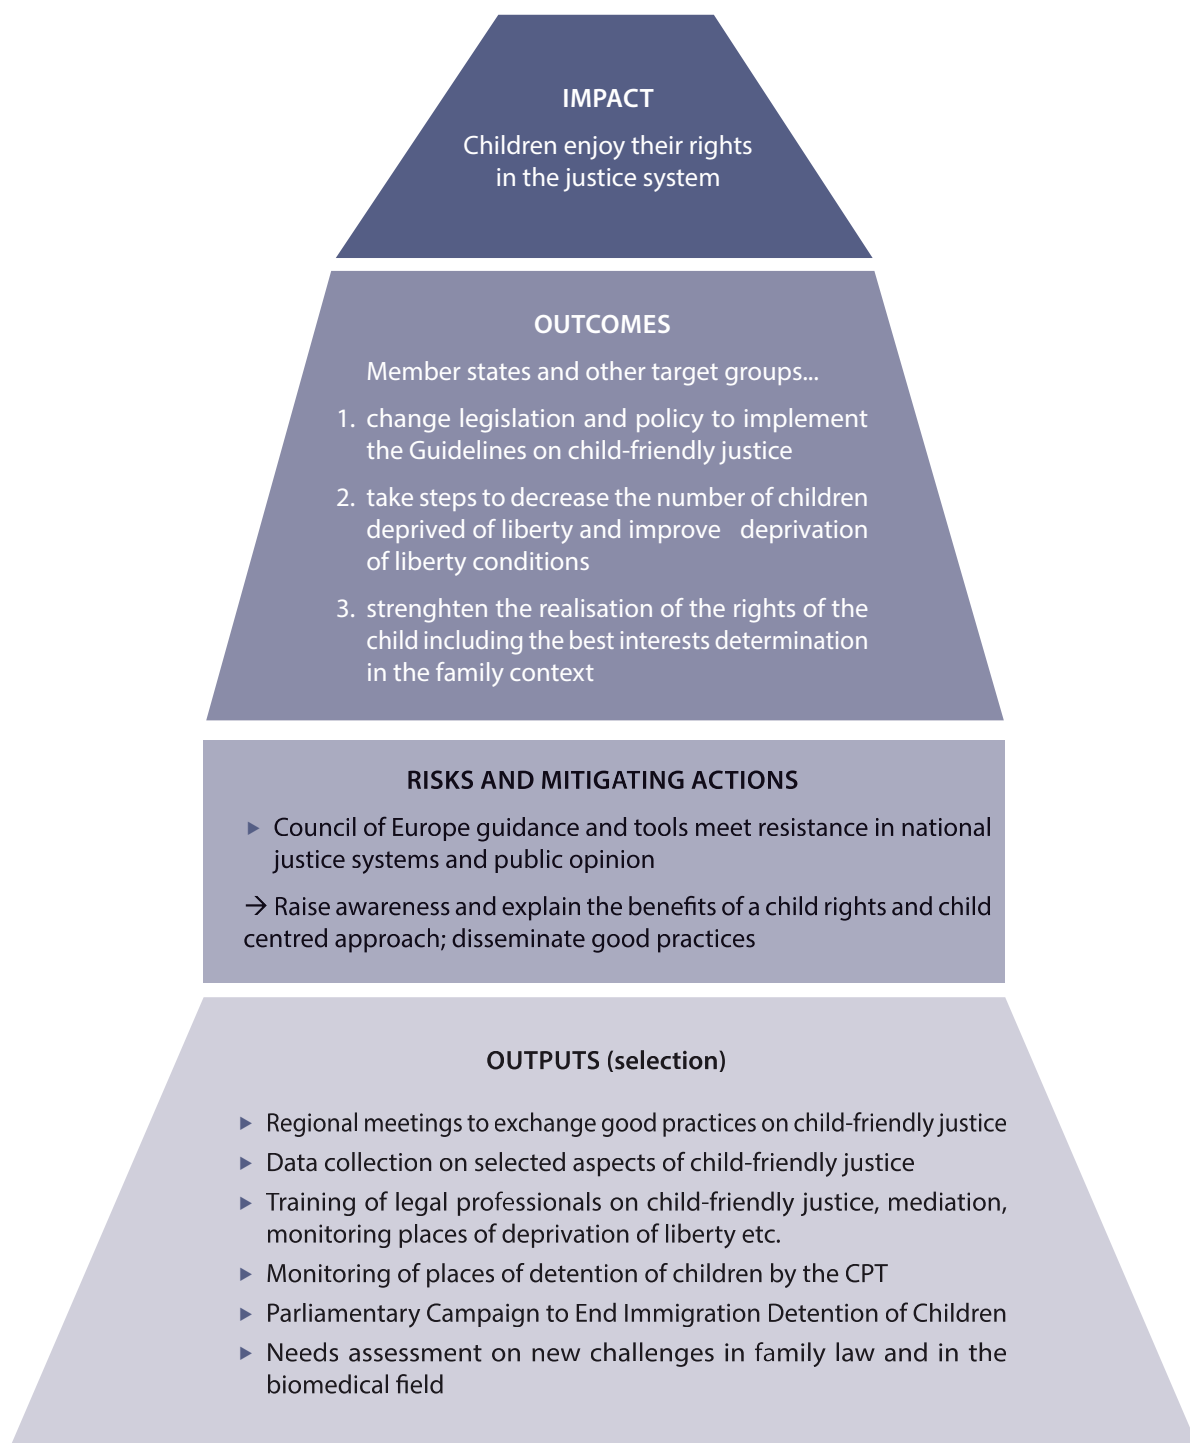 IMPACT
Children enjoy their rights
in the justice system
OUTCOMES
Member states and other target groups...
1. change legislation and policy to implement
the Guidelines on child-friendly justice
2. take steps to decrease the number of children
deprived of liberty and improve deprivation
of liberty conditions
3. strenghten the realisation of the rights of the
child including the best interests determination
in the family context
RISKS AND MITIGATING ACTIONS
▶ Council of Europe guidance and tools meet resistance in national
justice systems and public opinion
→ Raise awareness and explain the benefits of a child rights and child
centred approach; disseminate good practices
OUTPUTS (selection)
▶ Regional meetings to exchange good practices on child-friendly justice
▶ Data collection on selected aspects of child-friendly justice
▶ Training of legal professionals on child-friendly justice, mediation,
monitoring places of deprivation of liberty etc.
▶ Monitoring of places of detention of children by the CPT
▶ Parliamentary Campaign to End Immigration Detention of Children
▶ Needs assessment on new challenges in family law and in the
biomedical field